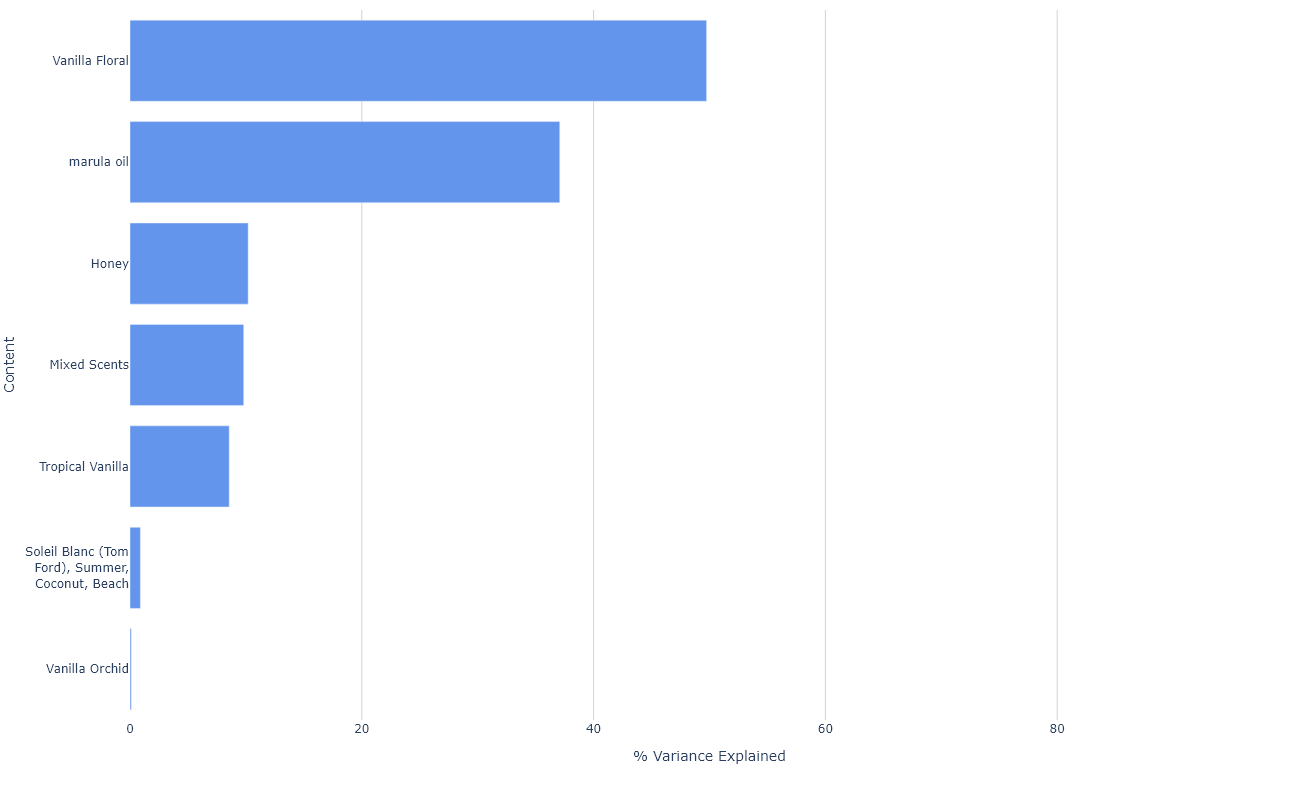 Vanilla Floral
marula oil
Honey
Mixed Scents
Tropical Vanilla
Soleil Blanc (Tom
Ford), Summer,
Coconut, Beach
Vanilla Orchid
Content
0
20
40
60
80
% Variance Explained